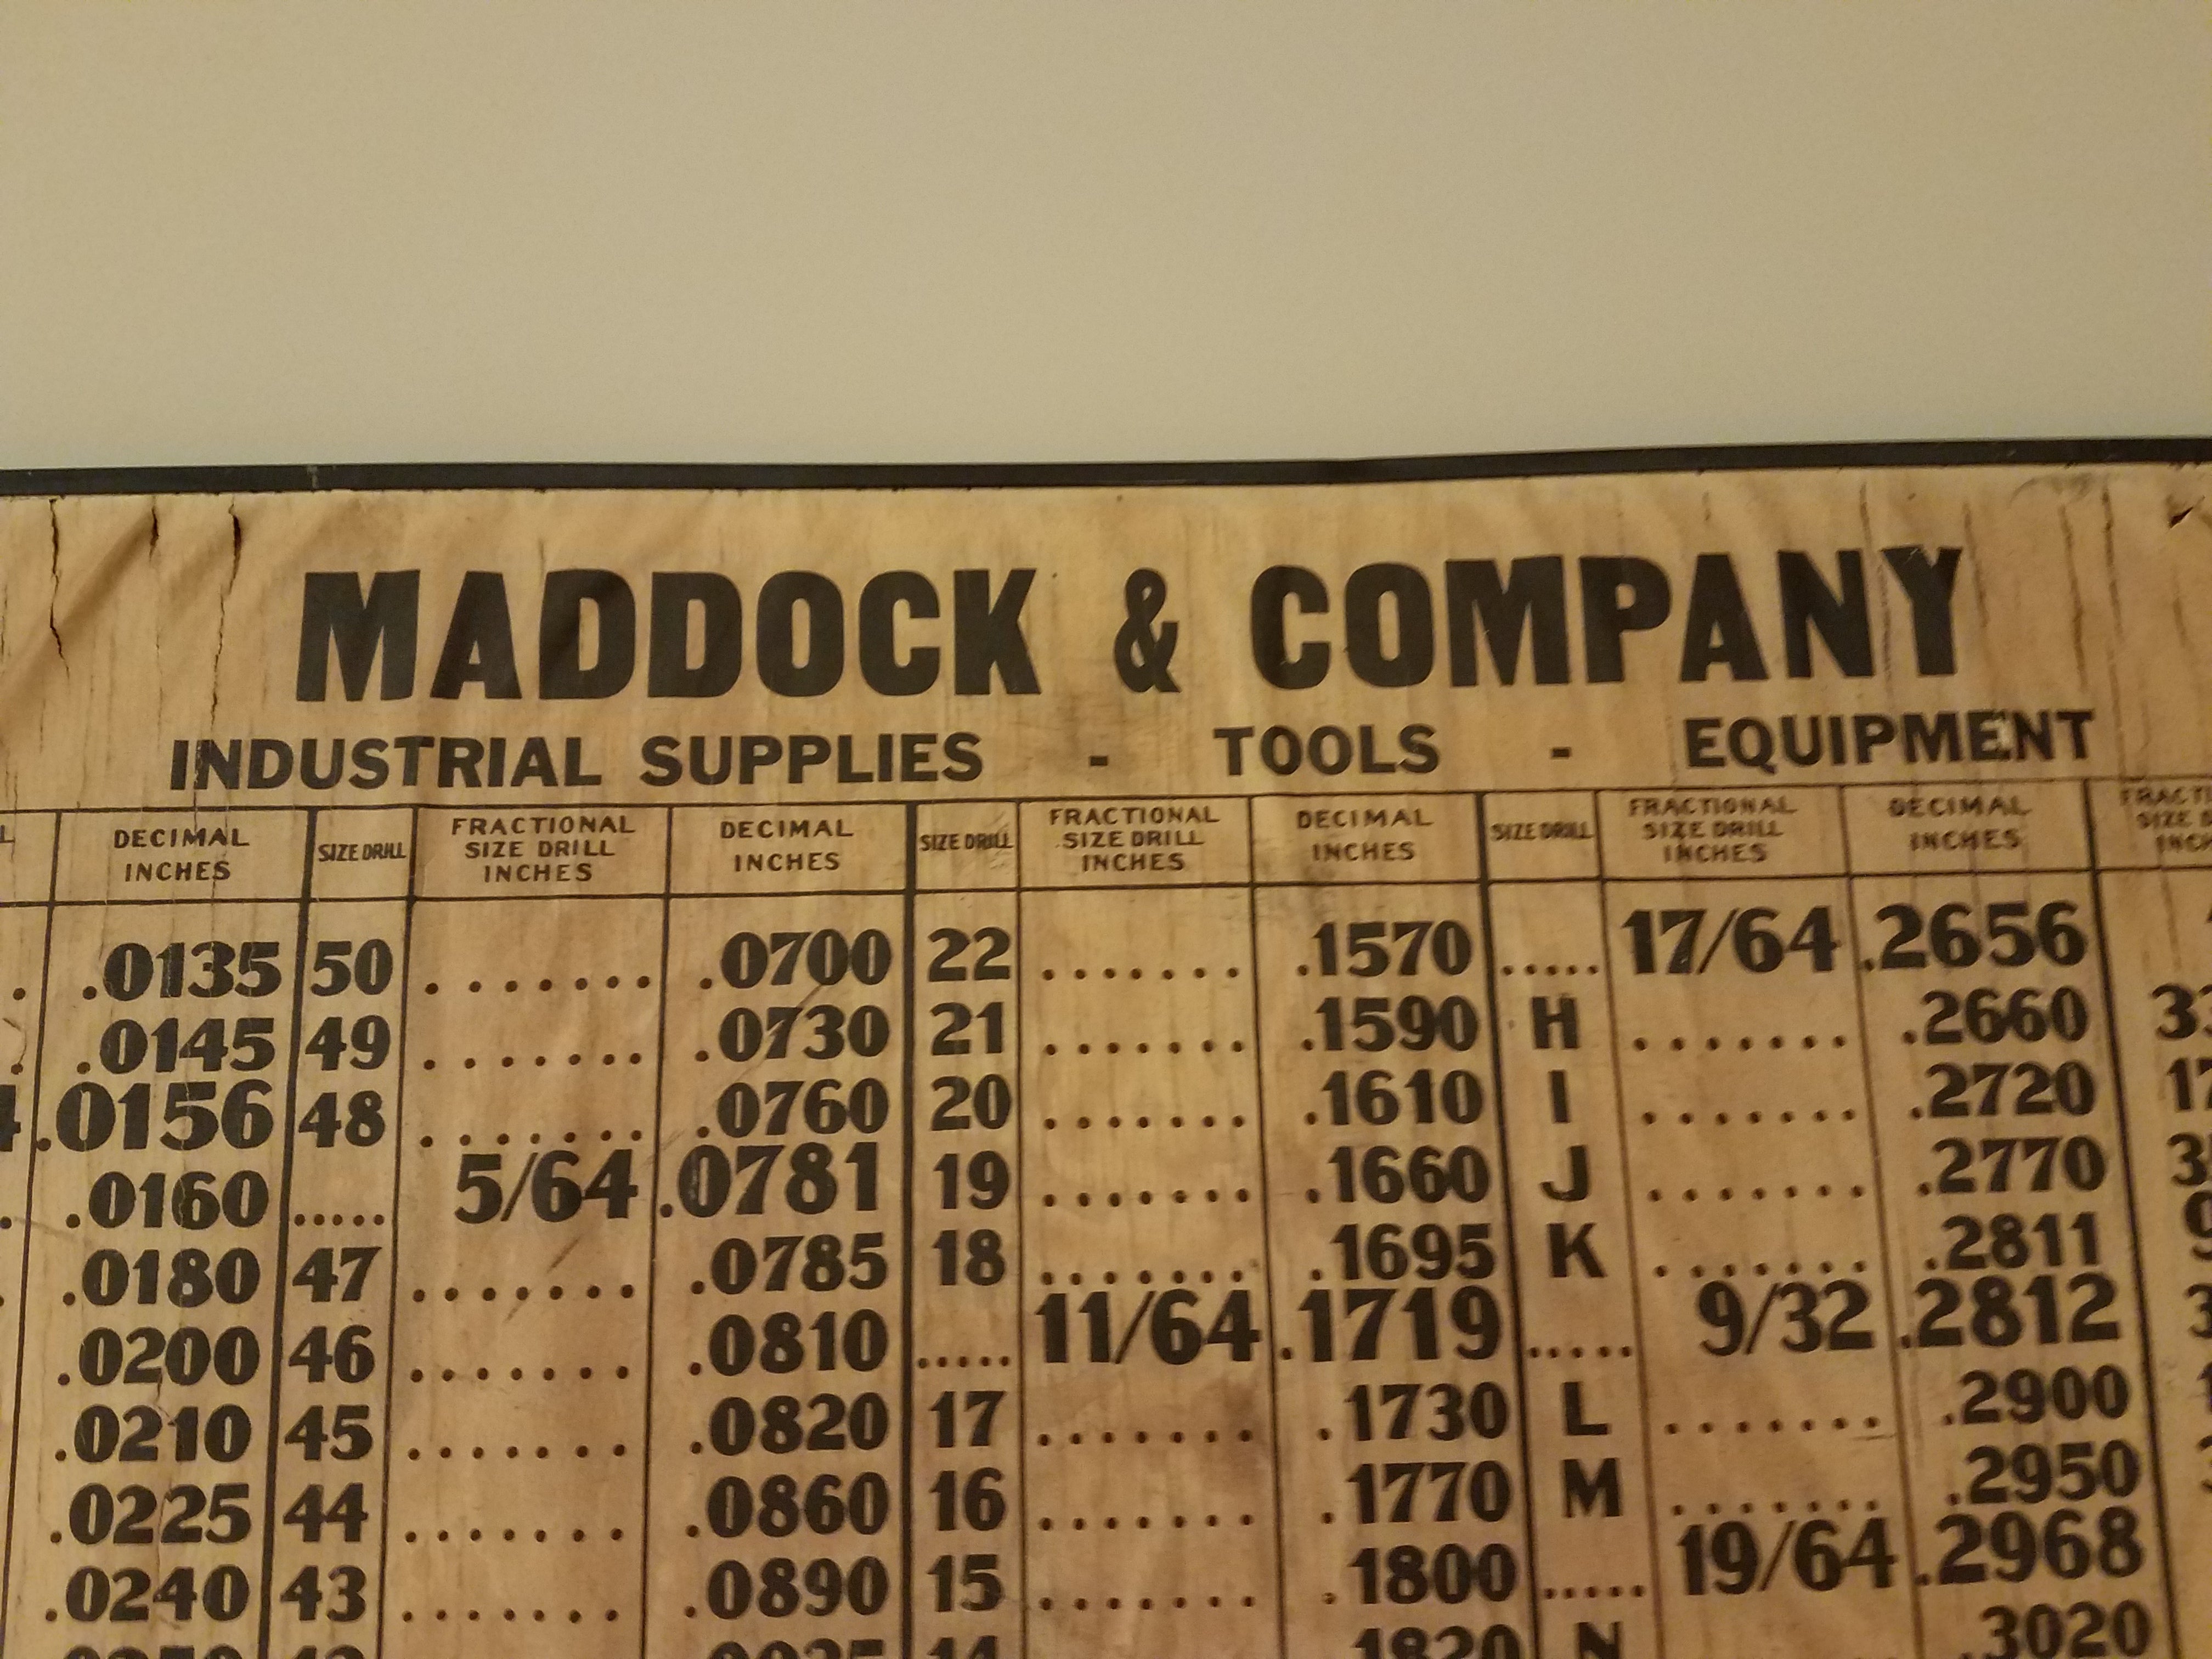 MADDOCK & COMPANY
INDUSTRIAL SUPPLIES - TOOLS - EQUIPMENT
DECIMAL INCHES SIZE DRILL FRACTIONAL SIZE DRILL INCHES DECIMAL INCHES SIZE DRILL FRACTIONAL SIZE DRILL INCHES DECIMAL INCHES SIZE DRILL FRACTIONAL SIZE DRILL INCHES DECIMAL INCHES
.0135 50 ....... .0700 22 ....... .1570 ..... 17/64 .2656
.0145 49 ....... .0730 21 ....... .1590 H ....... .2660
.0156 48 ....... .0760 20 ....... .1610 I ....... .2720
.0160 ..... 5/64 .0781 19 ....... .1660 J ....... .2770
.0180 47 ....... .0785 18 ....... .1695 K ....... .2811
.0200 46 ....... .0810 ..... 11/64 .1719 ..... 9/32 .2812
.0210 45 ....... .0820 17 ....... .1730 L ....... .2900
.0225 44 ....... .0860 16 ....... .1770 M ....... .2950
.0240 43 ....... .0890 15 ....... .1800 ..... 19/64 .2968
14 .1820 N .3020